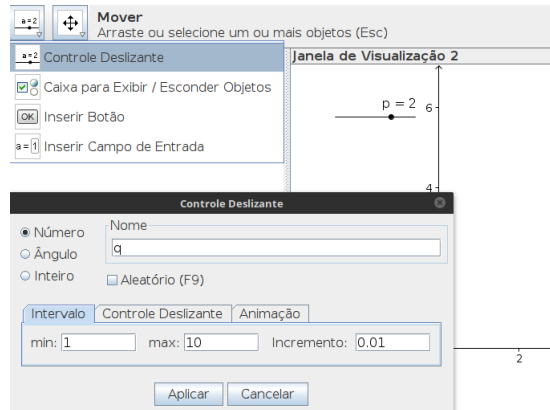 a=2
Mover
Arraste ou selecione um ou mais objetos (Esc)
a=2 Controle Deslizante
Caixa para Exibir / Esconder Objetos
OK Inserir Botão
a=1 Inserir Campo de Entrada
Janela de Visualização 2
p = 2
6
4
2
Controle Deslizante
Número
Ângulo
Inteiro
Nome
q
Aleatório (F9)
Intervalo Controle Deslizante Animação
min: 1 max: 10 Incremento: 0.01
Aplicar Cancelar